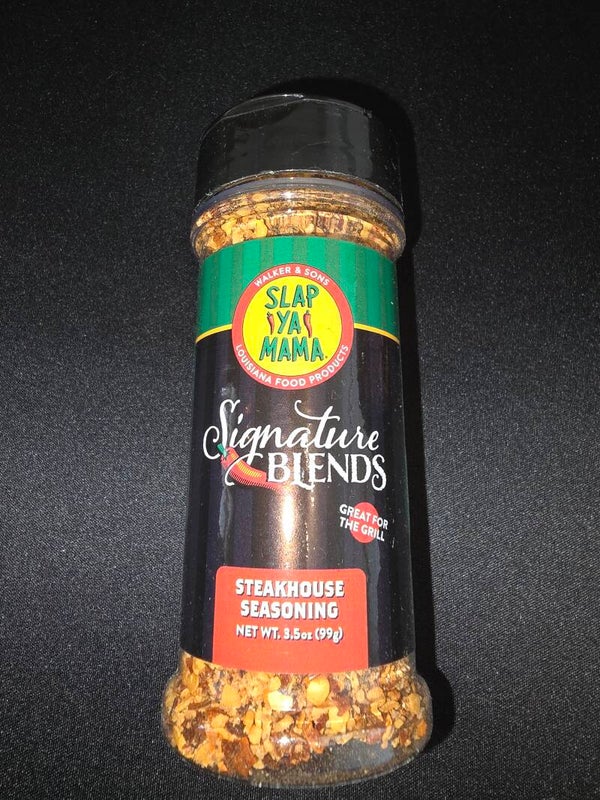 WALKER & SONS
SLAP
YA
MAMA
LOUISIANA FOOD PRODUCTS
Signature
BLENDS
GREAT FOR
THE GRILL
STEAKHOUSE
SEASONING
NET WT. 3.5oz (99g)